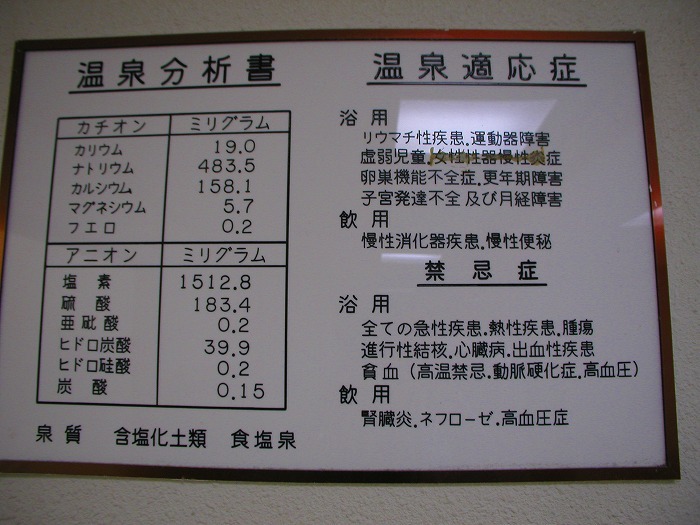 温泉分析書
カチオン ミリグラム
カリウム 19.0
ナトリウム 483.5
カルシウム 158.1
マグネシウム 5.7
フエロ 0.2
アニオン ミリグラム
塩素 1512.8
硫酸 183.4
亜砒酸 0.2
ヒドロ炭酸 39.9
ヒドロ硅酸 0.2
炭酸 0.15
泉質 含塩化土類 食塩泉
温泉適応症
浴用
リウマチ性疾患.運動器障害
虚弱児童.女性性器慢性炎症
卵巣機能不全症.更年期障害
子宮発達不全及び月経障害
飲用
慢性消化器疾患.慢性便秘
禁忌症
浴用
全ての急性疾患.熱性疾患.腫瘍
進行性結核.心臓病.出血性疾患
貧血(高温禁忌.動脈硬化症.高血圧)
飲用
腎臓炎.ネフローゼ.高血圧症